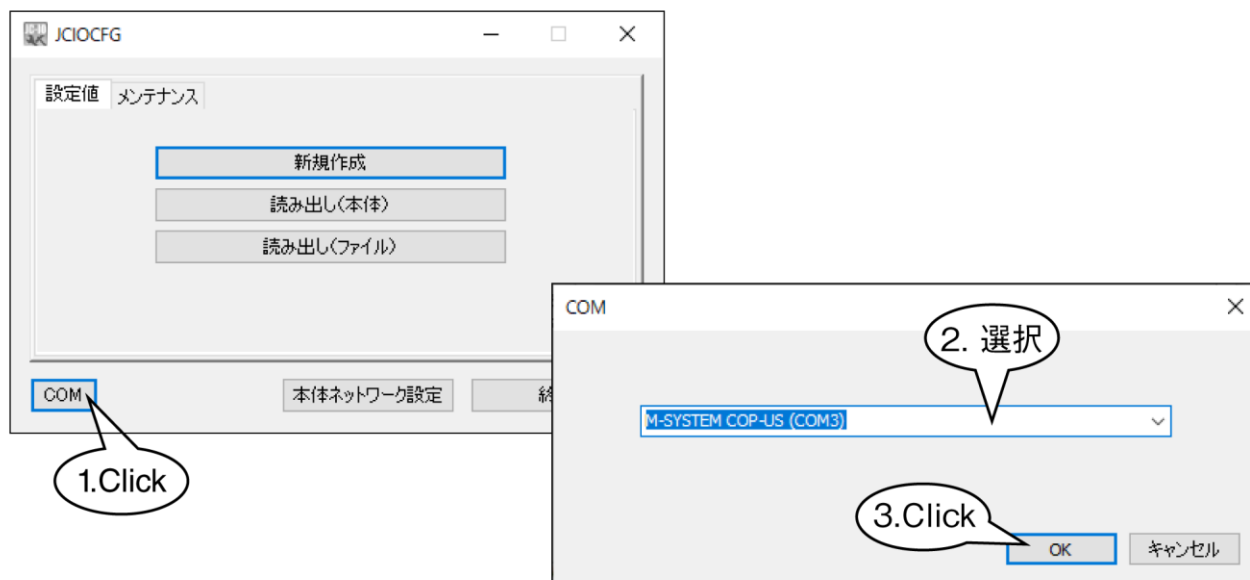 JCIOCFG
設定値 メンテナンス
新規作成
読み出し(本体)
読み出し(ファイル)
COM 本体ネットワーク設定
1.Click
COM
2. 選択
M-SYSTEM COP-US (COM3)
3.Click
OK キャンセル